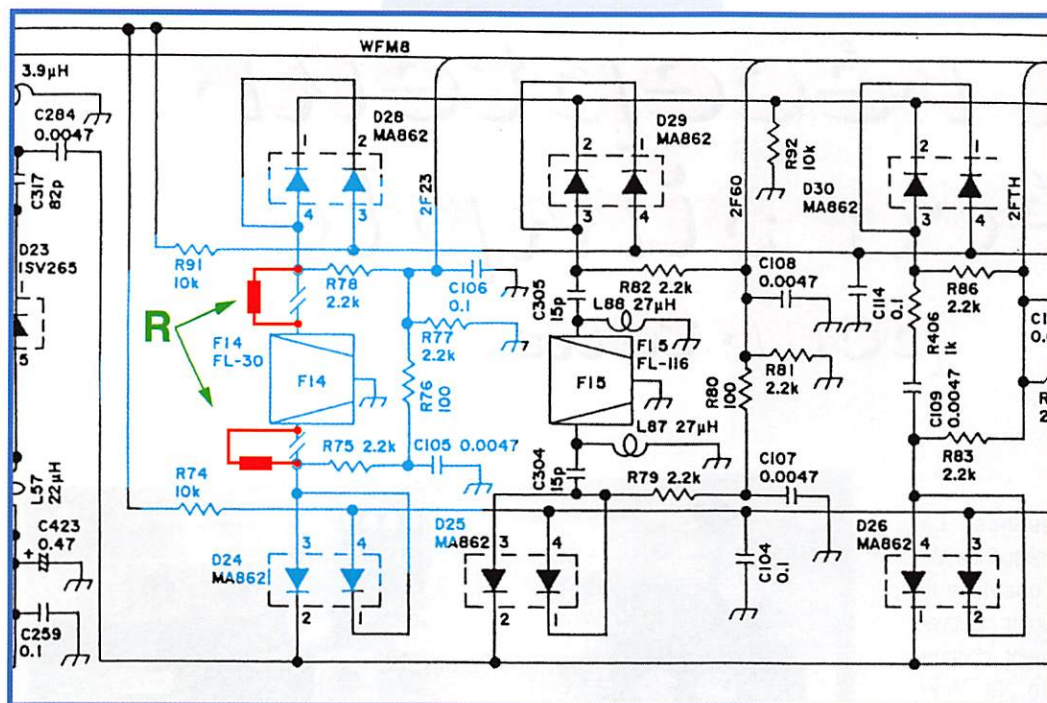 WFM8
3.9μH
C284
0.0047
C317
82p
D23
1SV265
1
5
L57
22μH
C423
0.47
+
C259
0.1
D28
MA862
1
2
4
3
R91
10k
R78
2.2k
2F23
C106
0.1
R77
2.2k
R76
100
R
F14
FL-30
F14
R75 2.2k
C105 0.0047
R74
10k
D24
MA862
3
4
2
1
D25
MA862
3
4
2
1
D29
MA862
2
1
3
4
C305
15p
R82 2.2k
L88 27μH
F15
FL-116
F15
L87 27μH
C304
15p
R79 2.2k
2F60
R80
100
R92
10k
C108
0.0047
R81
2.2k
C107
0.0047
C104
0.1
D30
MA862
2
1
3
4
C114
0.1
R406
1k
C109
0.0047
R86
2.2k
2FTH
R83
2.2k
D26
MA862
4
3
1
2